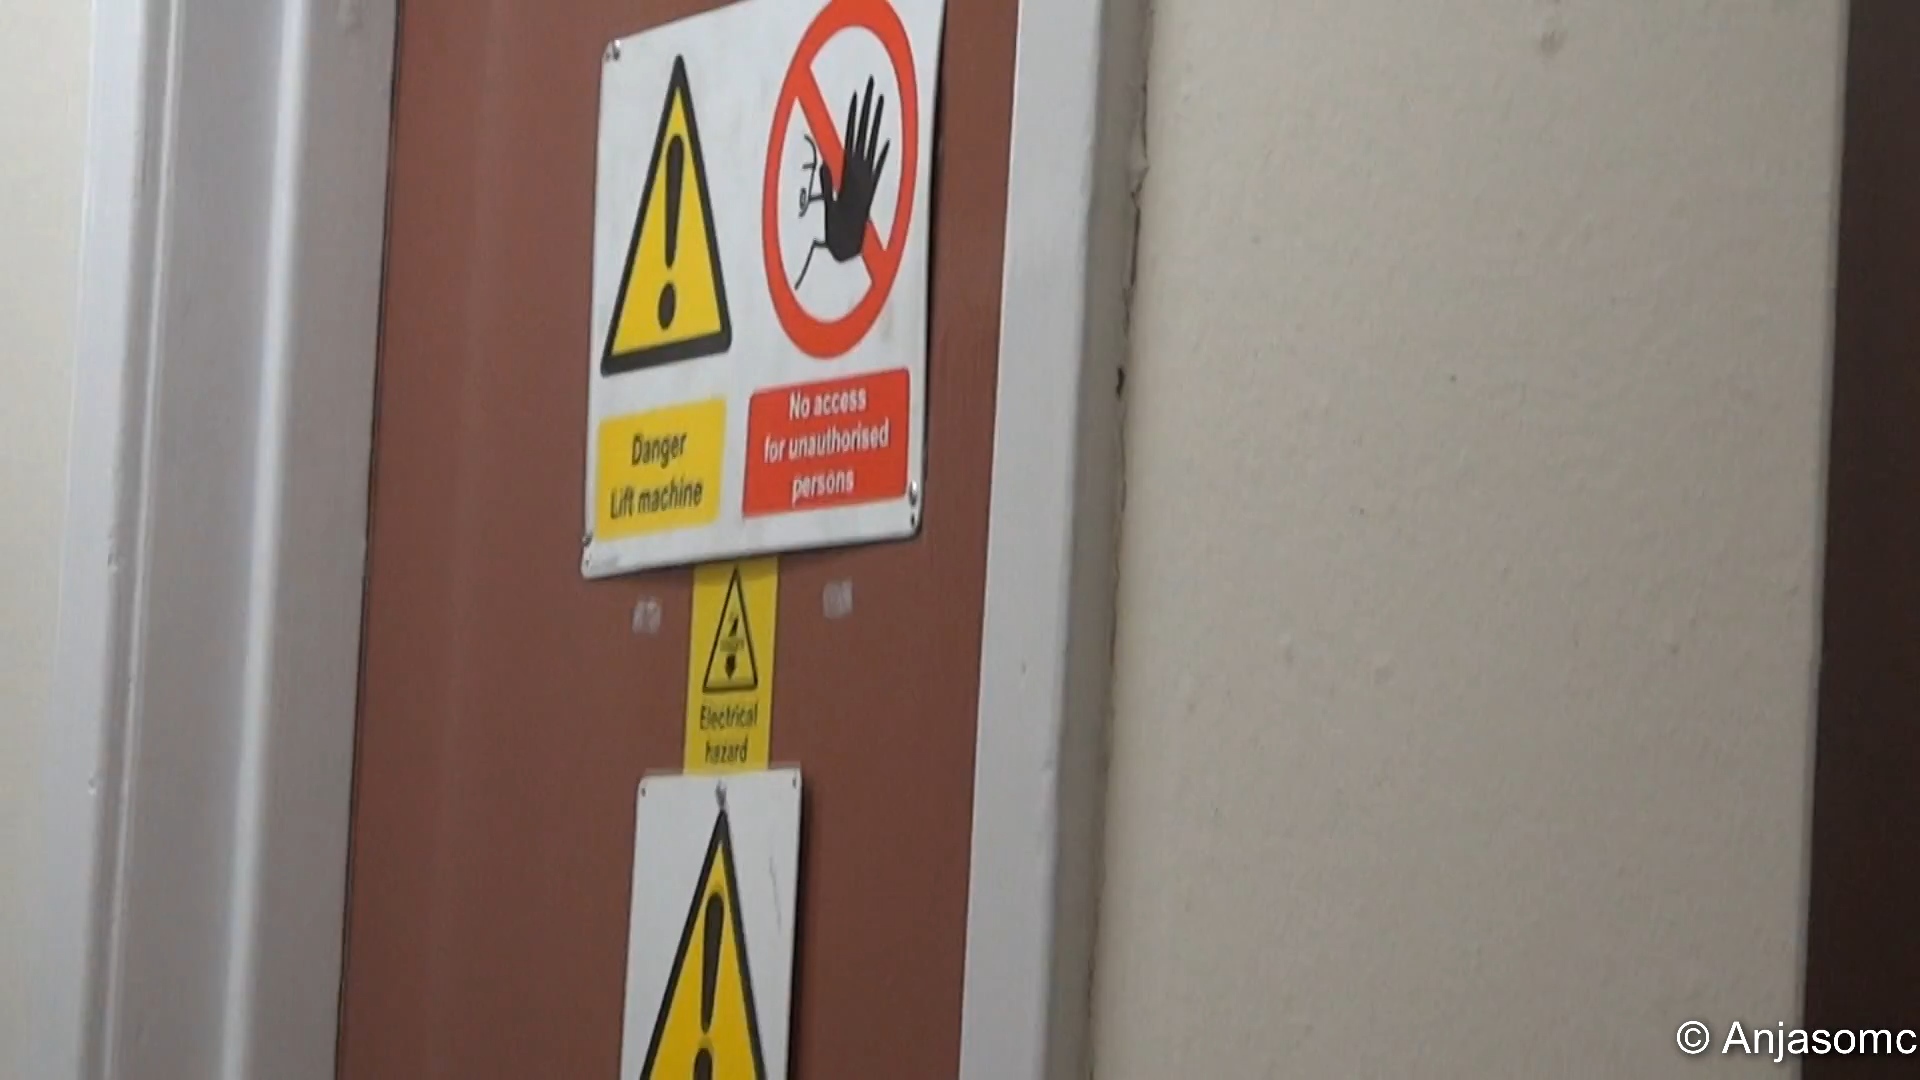 Danger
Lift machine
No access
for unauthorised
persons
Electrical
hazard
© Anjasomc